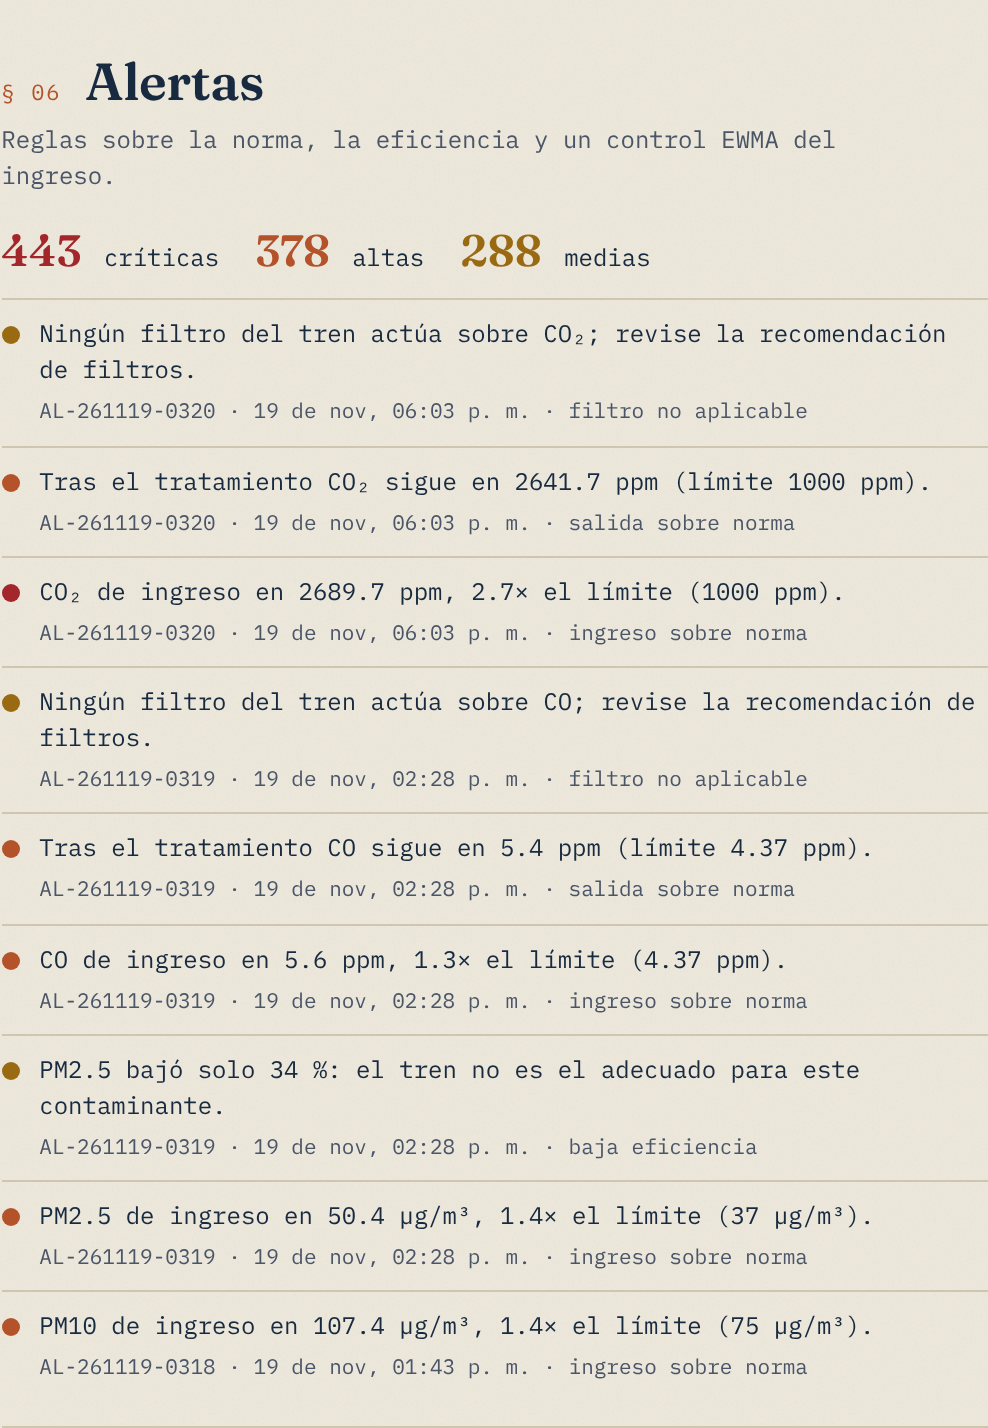 § 06 Alertas
Reglas sobre la norma, la eficiencia y un control EWMA del
ingreso.
443 críticas 378 altas 288 medias
Ningún filtro del tren actúa sobre CO₂; revise la recomendación
de filtros.
AL-261119-0320 · 19 de nov, 06:03 p. m. · filtro no aplicable
Tras el tratamiento CO₂ sigue en 2641.7 ppm (límite 1000 ppm).
AL-261119-0320 · 19 de nov, 06:03 p. m. · salida sobre norma
CO₂ de ingreso en 2689.7 ppm, 2.7× el límite (1000 ppm).
AL-261119-0320 · 19 de nov, 06:03 p. m. · ingreso sobre norma
Ningún filtro del tren actúa sobre CO; revise la recomendación de
filtros.
AL-261119-0319 · 19 de nov, 02:28 p. m. · filtro no aplicable
Tras el tratamiento CO sigue en 5.4 ppm (límite 4.37 ppm).
AL-261119-0319 · 19 de nov, 02:28 p. m. · salida sobre norma
CO de ingreso en 5.6 ppm, 1.3× el límite (4.37 ppm).
AL-261119-0319 · 19 de nov, 02:28 p. m. · ingreso sobre norma
PM2.5 bajó solo 34 %: el tren no es el adecuado para este
contaminante.
AL-261119-0319 · 19 de nov, 02:28 p. m. · baja eficiencia
PM2.5 de ingreso en 50.4 µg/m³, 1.4× el límite (37 µg/m³).
AL-261119-0319 · 19 de nov, 02:28 p. m. · ingreso sobre norma
PM10 de ingreso en 107.4 µg/m³, 1.4× el límite (75 µg/m³).
AL-261119-0318 · 19 de nov, 01:43 p. m. · ingreso sobre norma